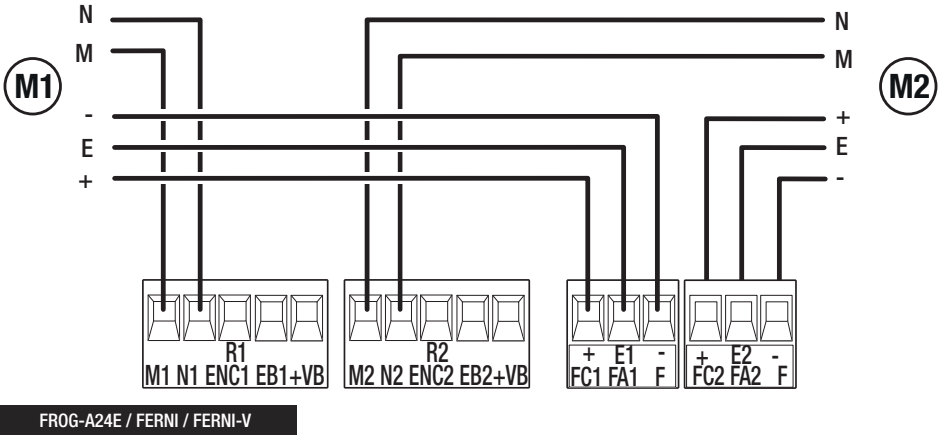 N N
M M
M1 M2
- +
E E
+ -
R1 R2 + E1 - + E2 -
M1 N1 ENC1 EB1+VB M2 N2 ENC2 EB2+VB FC1 FA1 F FC2 FA2 F
FROG-A24E / FERNI / FERNI-V